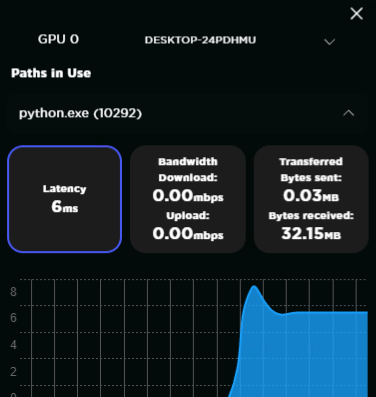 GPU 0 DESKTOP-24PDHMU
Paths in Use
python.exe (10292)
Latency
6ms
Bandwidth
Download:
0.00mbps
Upload:
0.00mbps
Transferred
Bytes sent:
0.03MB
Bytes received:
32.15MB
8
6
4
2
0